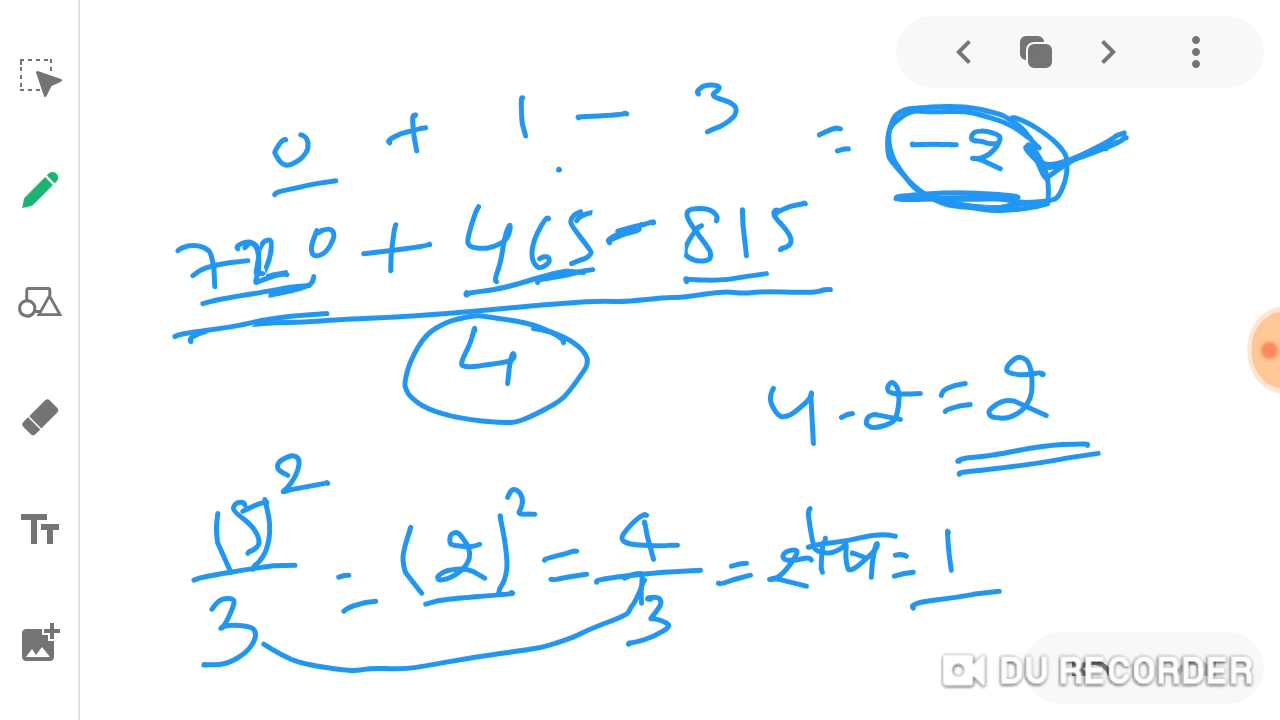 0 + 1 - 3 = -2
720 + 465 - 815
4
4 - 2 = 2
(5)² / 3 = (2)² = 4 / 3 = = 1
Tт
DU RECORDER